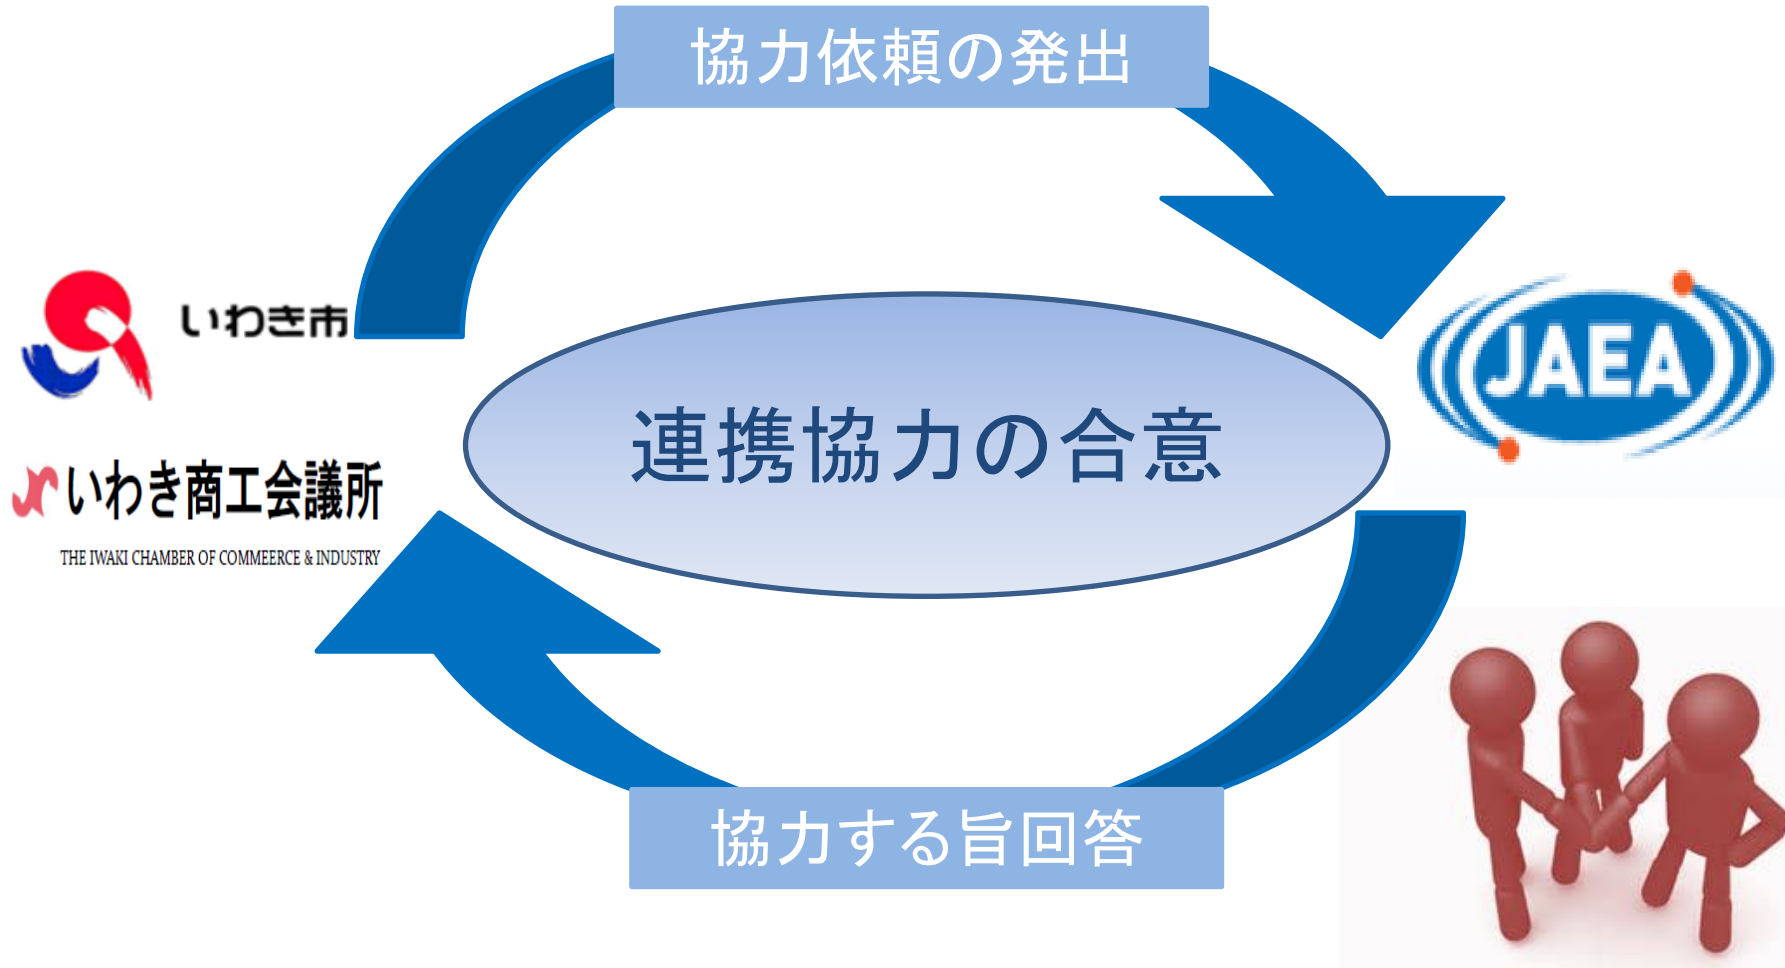 協力依頼の発出
いわき市
JAEA
連携協力の合意
いわき商工会議所
THE IWAKI CHAMBER OF COMMEERCE & INDUSTRY
協力する旨回答